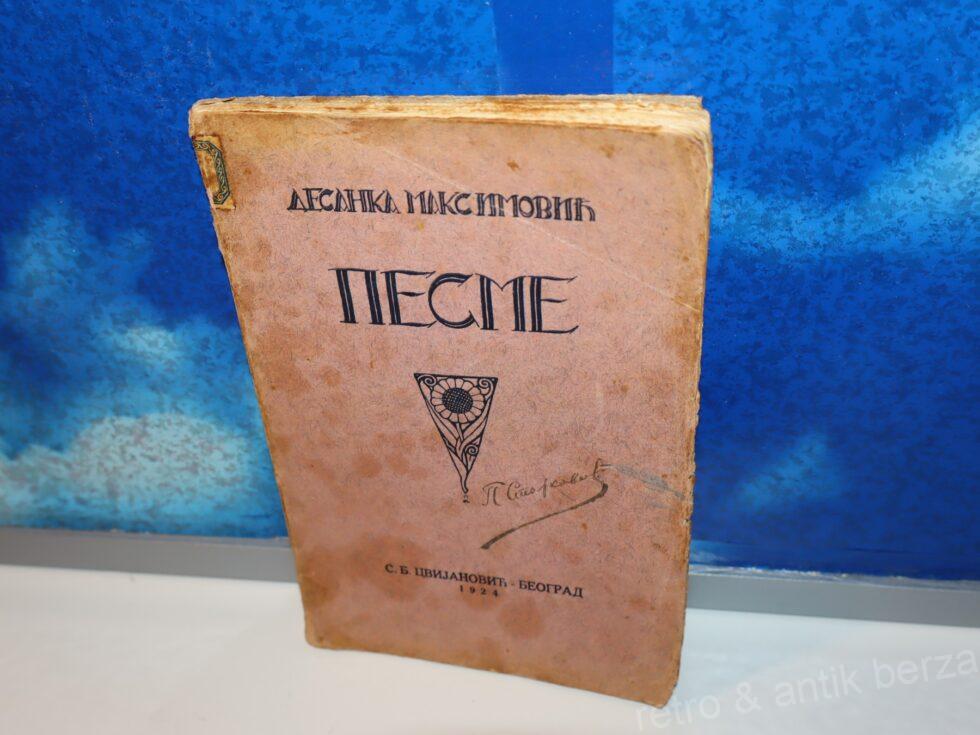 ДЕСАНКА МАКСИМОВИЋ
ПЕСМЕ
С. Б. ЦВИЈАНОВИЋ - БЕОГРАД
1924
retro & antik berza